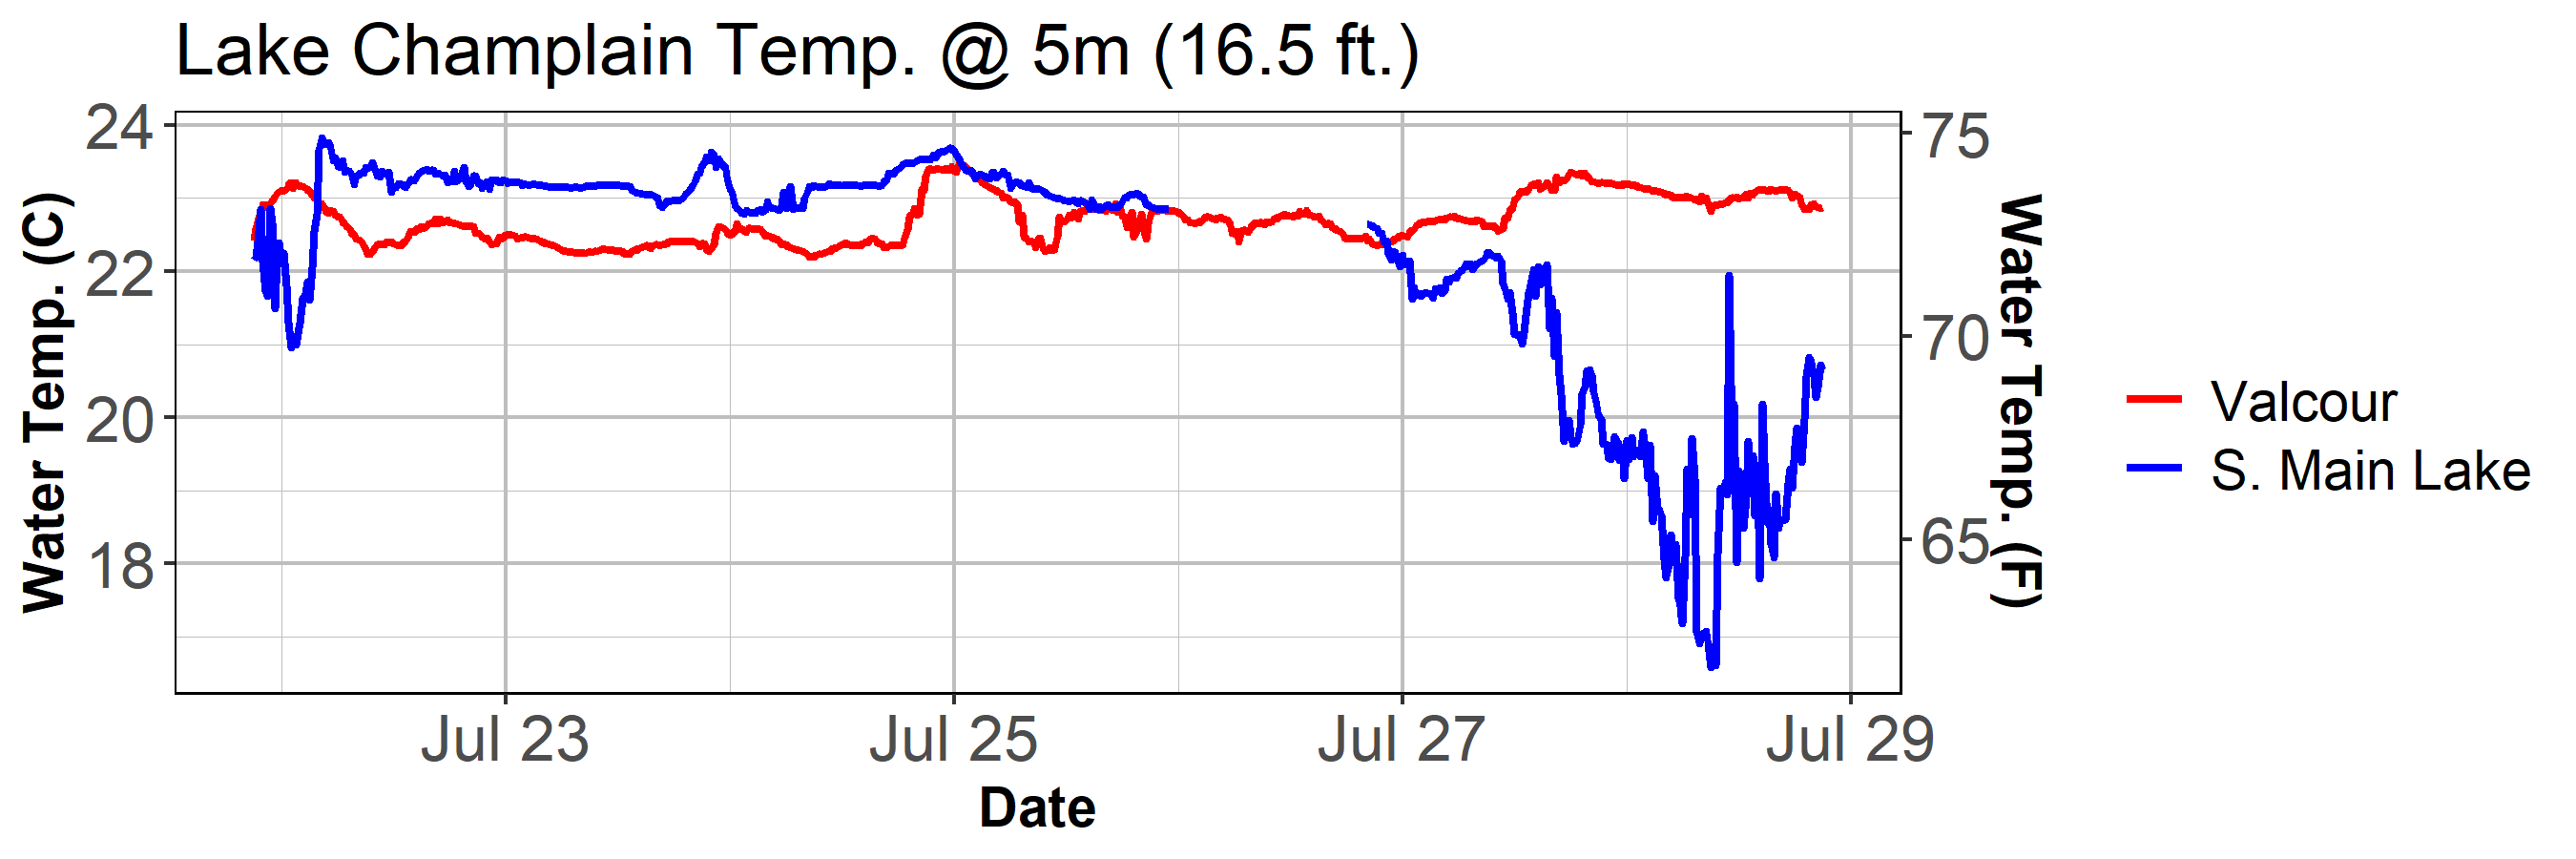 Lake Champlain Temp. @ 5m (16.5 ft.)
24
22
20
18
Water Temp. (C)
75
70
65
Water Temp. (F)
Jul 23
Jul 25
Jul 27
Jul 29
Date
Valcour
S. Main Lake